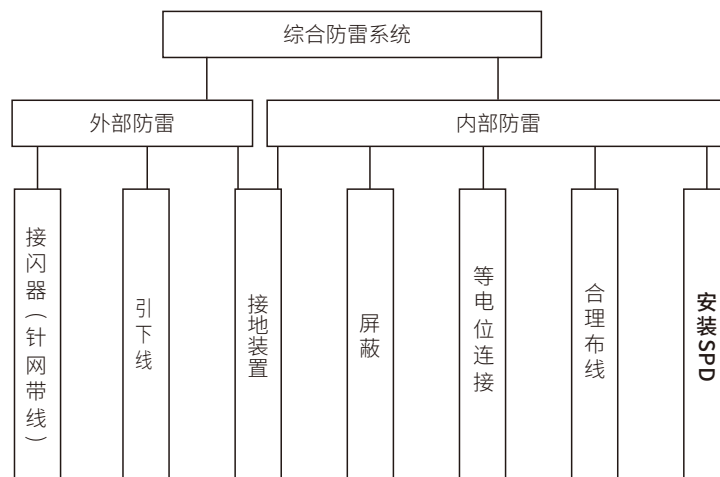 综合防雷系统
外部防雷
内部防雷
接闪器(针网带线)
引下线
接地装置
屏蔽
等电位连接
合理布线
安装SPD